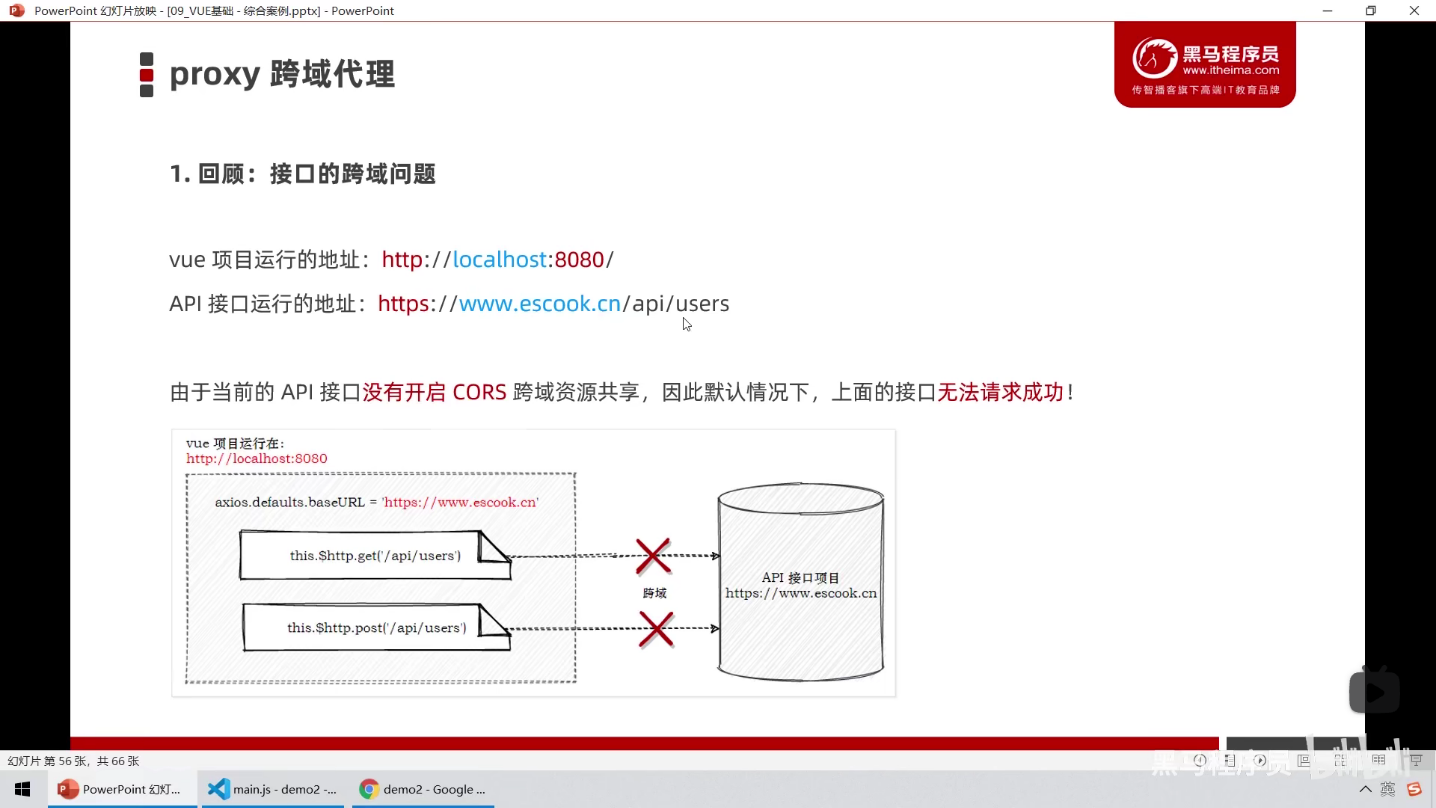 PowerPoint 幻灯片放映 - [09_VUE基础 - 综合案例.pptx] - PowerPoint
proxy 跨域代理
黑马程序员
www.itheima.com
传智播客旗下高端IT教育品牌
1. 回顾：接口的跨域问题
vue 项目运行的地址：http://localhost:8080/
API 接口运行的地址：https://www.escook.cn/api/users
由于当前的 API 接口没有开启 CORS 跨域资源共享，因此默认情况下，上面的接口无法请求成功！
vue 项目运行在:
http://localhost:8080
axios.defaults.baseURL = 'https://www.escook.cn'
this.$http.get('/api/users')
跨域
API 接口项目
https://www.escook.cn
this.$http.post('/api/users')
幻灯片 第 56 张，共 66 张
黑马程序员 bilibili
PowerPoint 幻灯...
main.js - demo2 -...
demo2 - Google ...
英